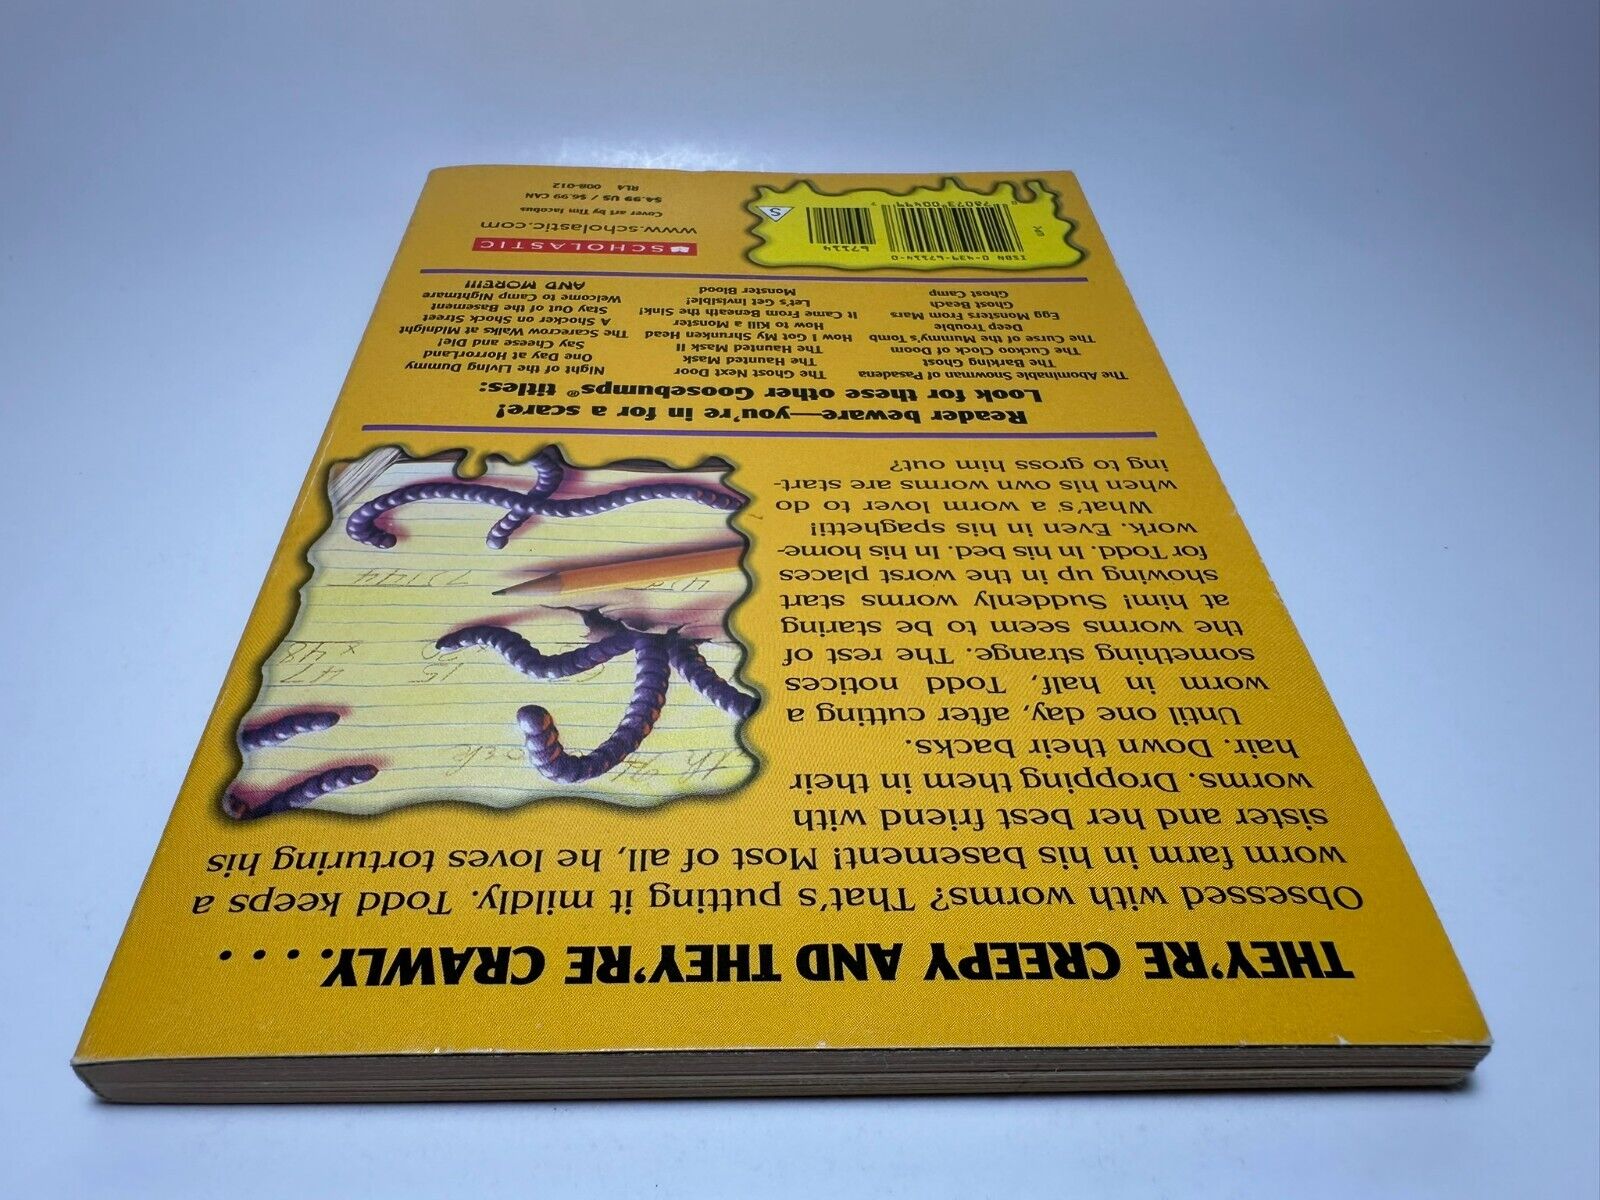 THEY'RE CREEPY AND THEY'RE CRAWLY. . . . .
Obsessed with worms? That's putting it mildly. Todd keeps a
worm farm in his basement! Most of all, he loves torturing his
sister and her best friend with
worms. Dropping them in their
hair. Down their backs.
Until one day, after cutting a
worm in half, Todd notices
something strange. The rest of
the worms seem to be staring
at him! Suddenly worms start
showing up in the worst places
for Todd. In his bed. In his home-
work. Even in his spaghetti!
What's a worm lover to do
when his own worms are start-
ing to gross him out?
15
47
x 48
Reader beware—you're in for a scare!
Look for these other Goosebumps® titles:
The Abominable Snowman of Pasadena
The Barking Ghost
The Cuckoo Clock of Doom
The Curse of the Mummy's Tomb
Deep Trouble
Egg Monsters From Mars
Ghost Beach
Ghost Camp
The Ghost Next Door
The Haunted Mask
The Haunted Mask II
How I Got My Shrunken Head
How to Kill a Monster
It Came From Beneath the Sink!
Let's Get Invisible!
Monster Blood
Night of the Living Dummy
One Day at HorrorLand
Say Cheese and Die!
The Scarecrow Walks at Midnight
A Shocker on Shock Street
Stay Out of the Basement
Welcome to Camp Nightmare
AND MORE!!!
ISBN 0-439-67114-0
UPC
78073 00499
67114
S
SCHOLASTIC
www.scholastic.com
Cover art by Tim Jacobus
$4.99 US / $6.99 CAN
RL4 008-012